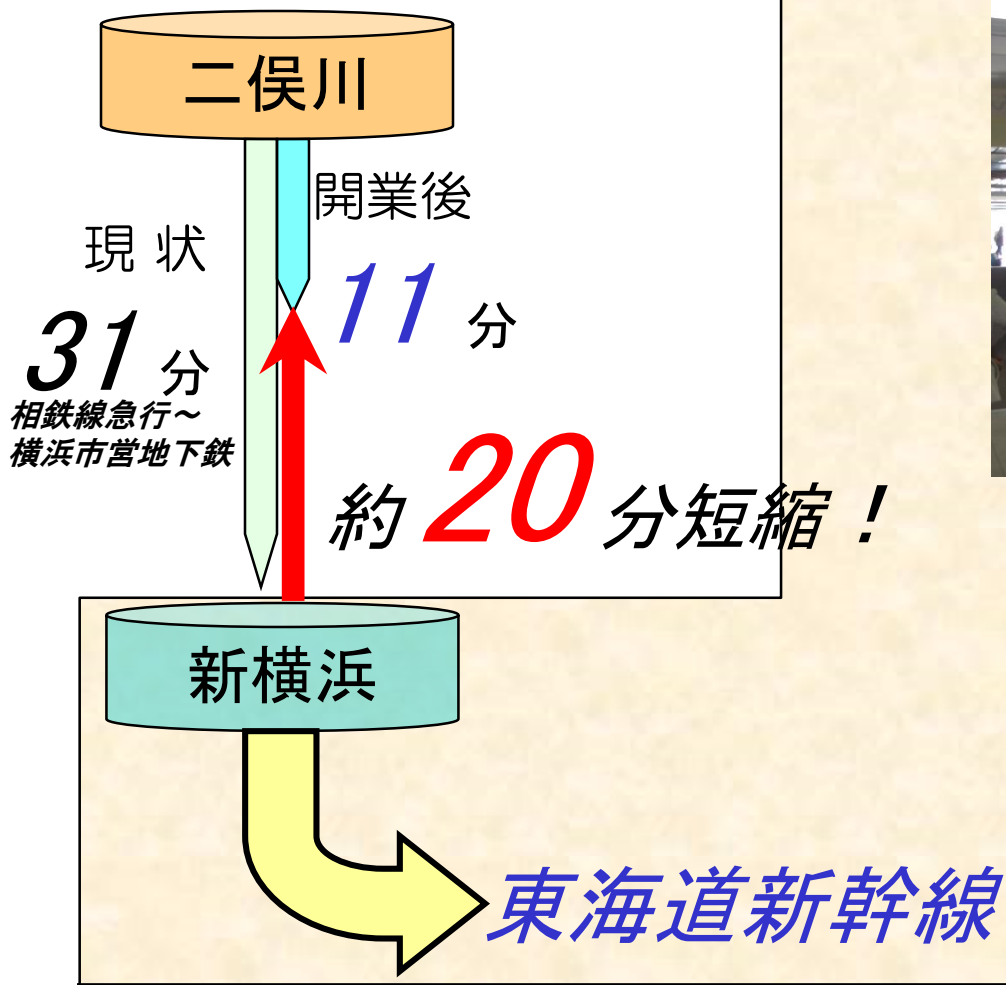 二俣川
開業後
11 分
現 状
31 分
相鉄線急行～
横浜市営地下鉄
約 20 分短縮！
新横浜
東海道新幹線